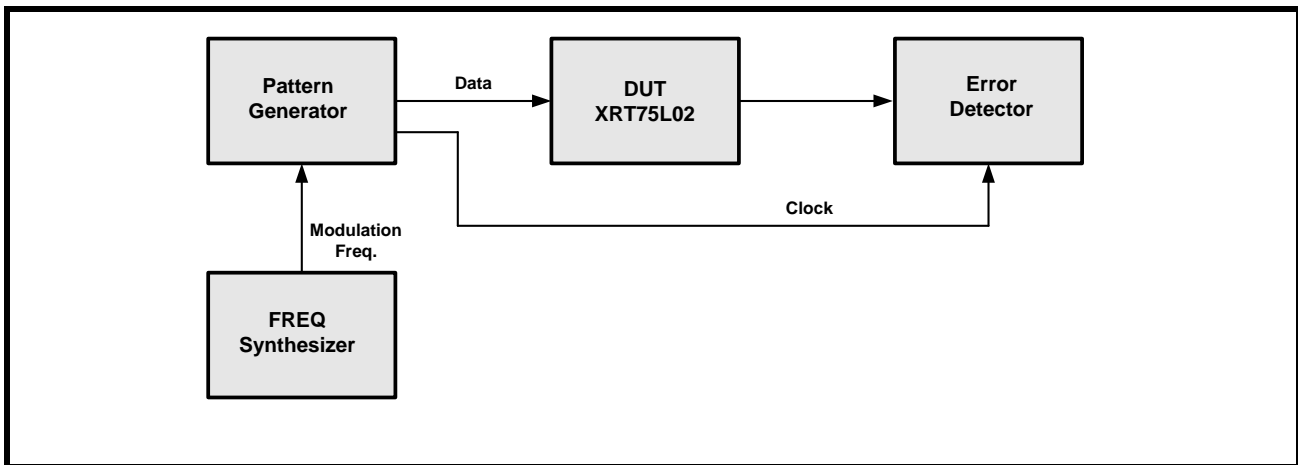 Pattern
Generator
Data
DUT
XRT75L02
Error
Detector
Clock
Modulation
Freq.
FREQ
Synthesizer